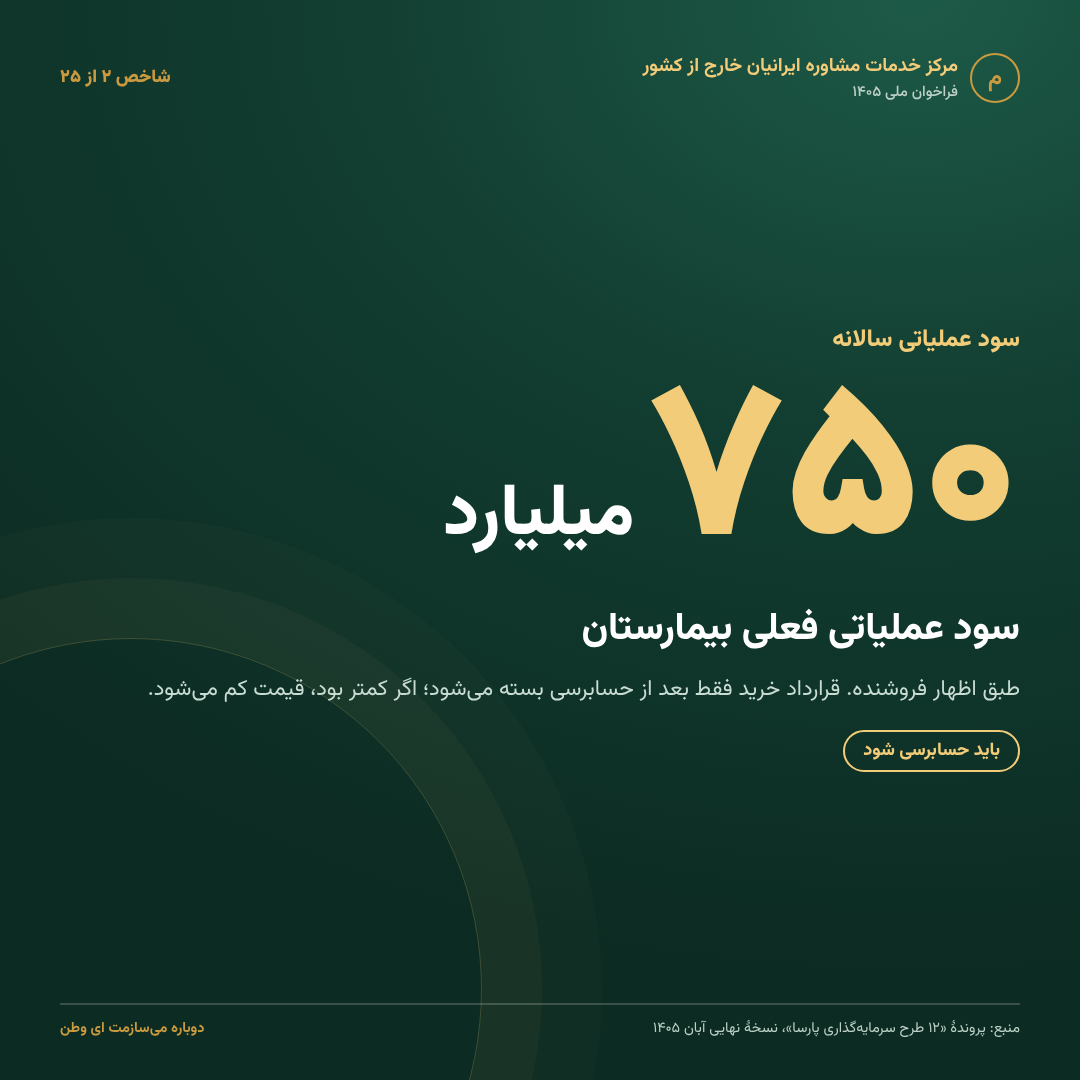 م
مرکز خدمات مشاوره ایرانیان خارج از کشور
فراخوان ملی ۱۴۰۵
شاخص ۲ از ۲۵
سود عملیاتی سالانه
۷۵۰ میلیارد
سود عملیاتی فعلی بیمارستان
طبق اظهار فروشنده. قرارداد خرید فقط بعد از حسابرسی بسته می‌شود؛ اگر کمتر بود، قیمت کم می‌شود.
باید حسابرسی شود
منبع: پروندهٔ «۱۲ طرح سرمایه‌گذاری پارسا»، نسخهٔ نهایی آبان ۱۴۰۵
دوباره می‌سازمت ای وطن